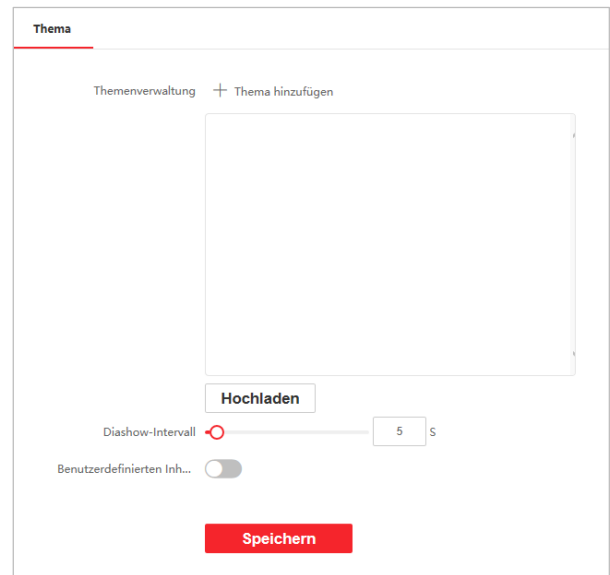 Thema
Themenverwaltung + Thema hinzufügen
Hochladen
Diashow-Intervall 5 S
Benutzerdefinierten Inh...
Speichern